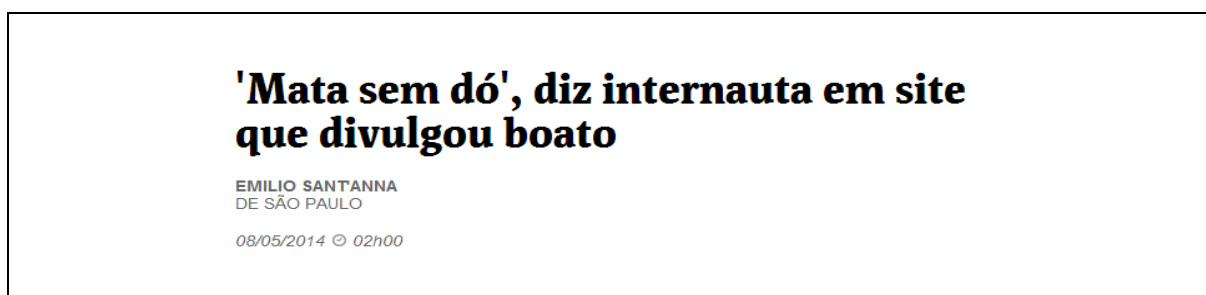 'Mata sem dó', diz internauta em site
que divulgou boato
EMILIO SANT'ANNA
DE SÃO PAULO
08/05/2014 02h00